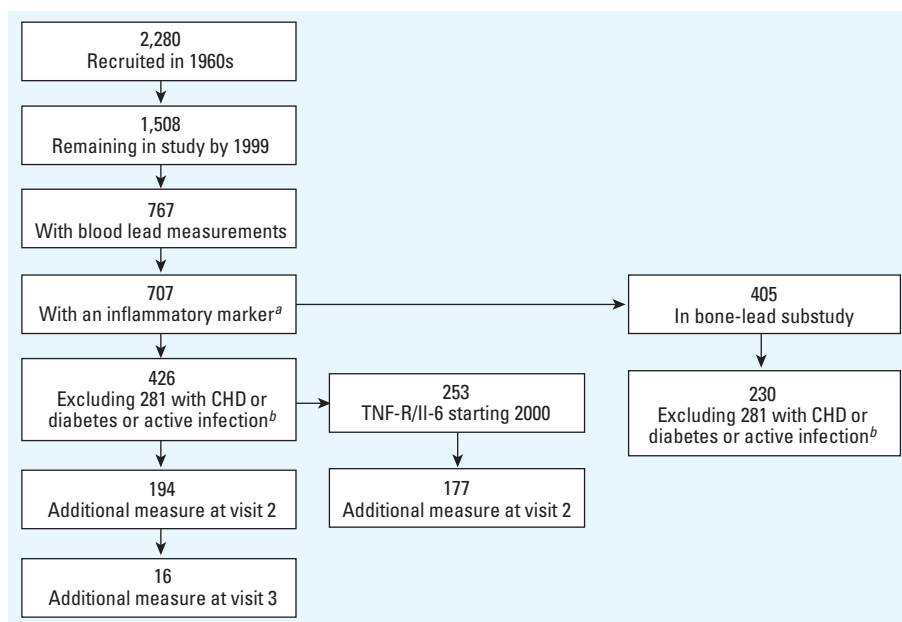 2,280
Recruited in 1960s
1,508
Remaining in study by 1999
767
With blood lead measurements
707
With an inflammatory markera
405
In bone-lead substudy
426
Excluding 281 with CHD or
diabetes or active infectionb
253
TNF-R/Il-6 starting 2000
230
Excluding 281 with CHD or
diabetes or active infectionb
194
Additional measure at visit 2
177
Additional measure at visit 2
16
Additional measure at visit 3